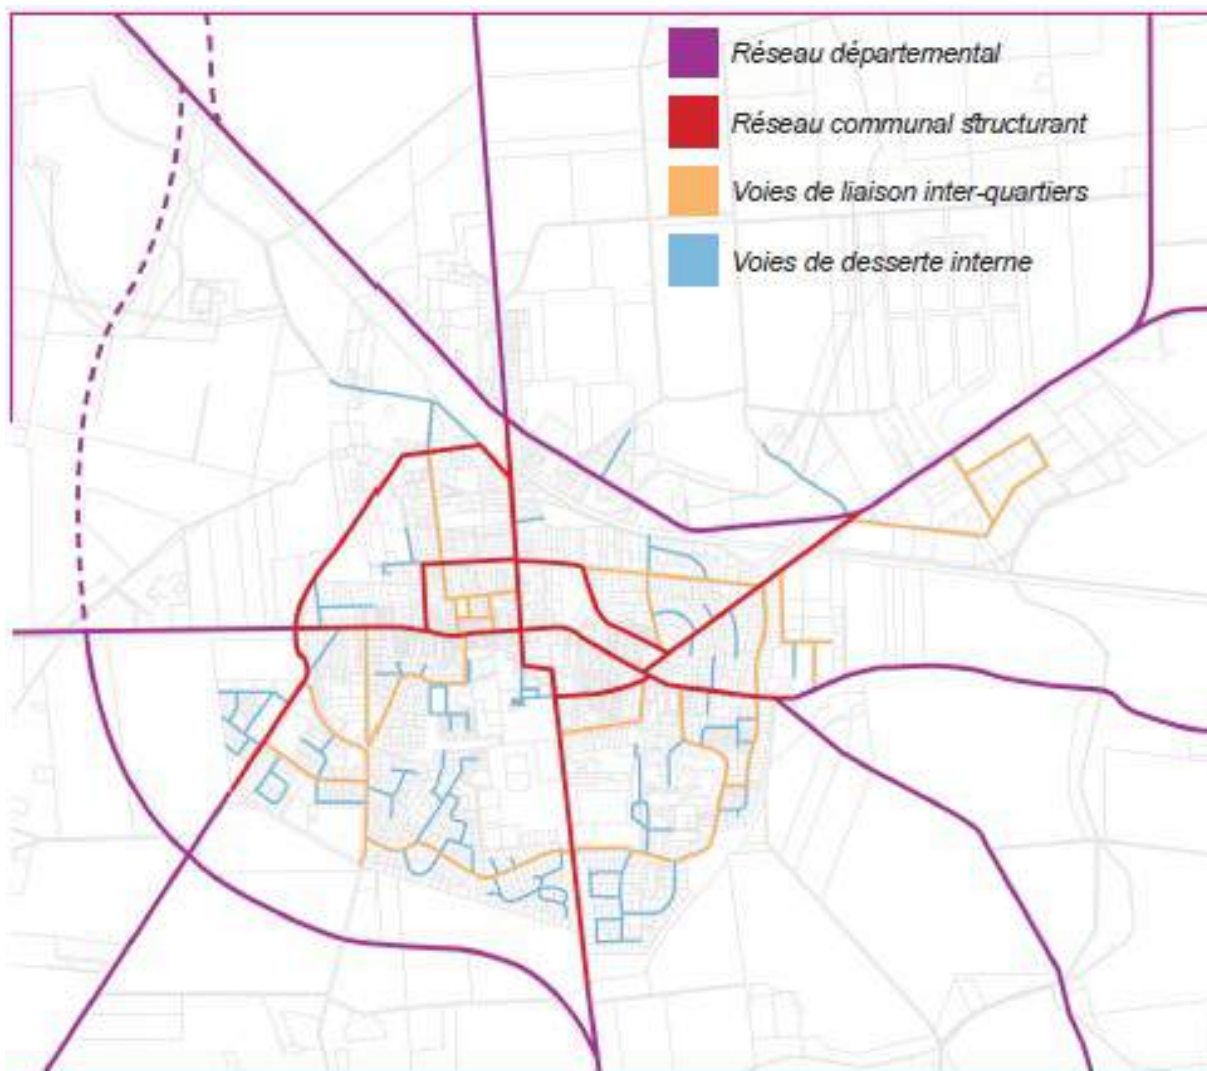 Réseau départemental
Réseau communal structurant
Voies de liaison inter-quartiers
Voies de desserte interne